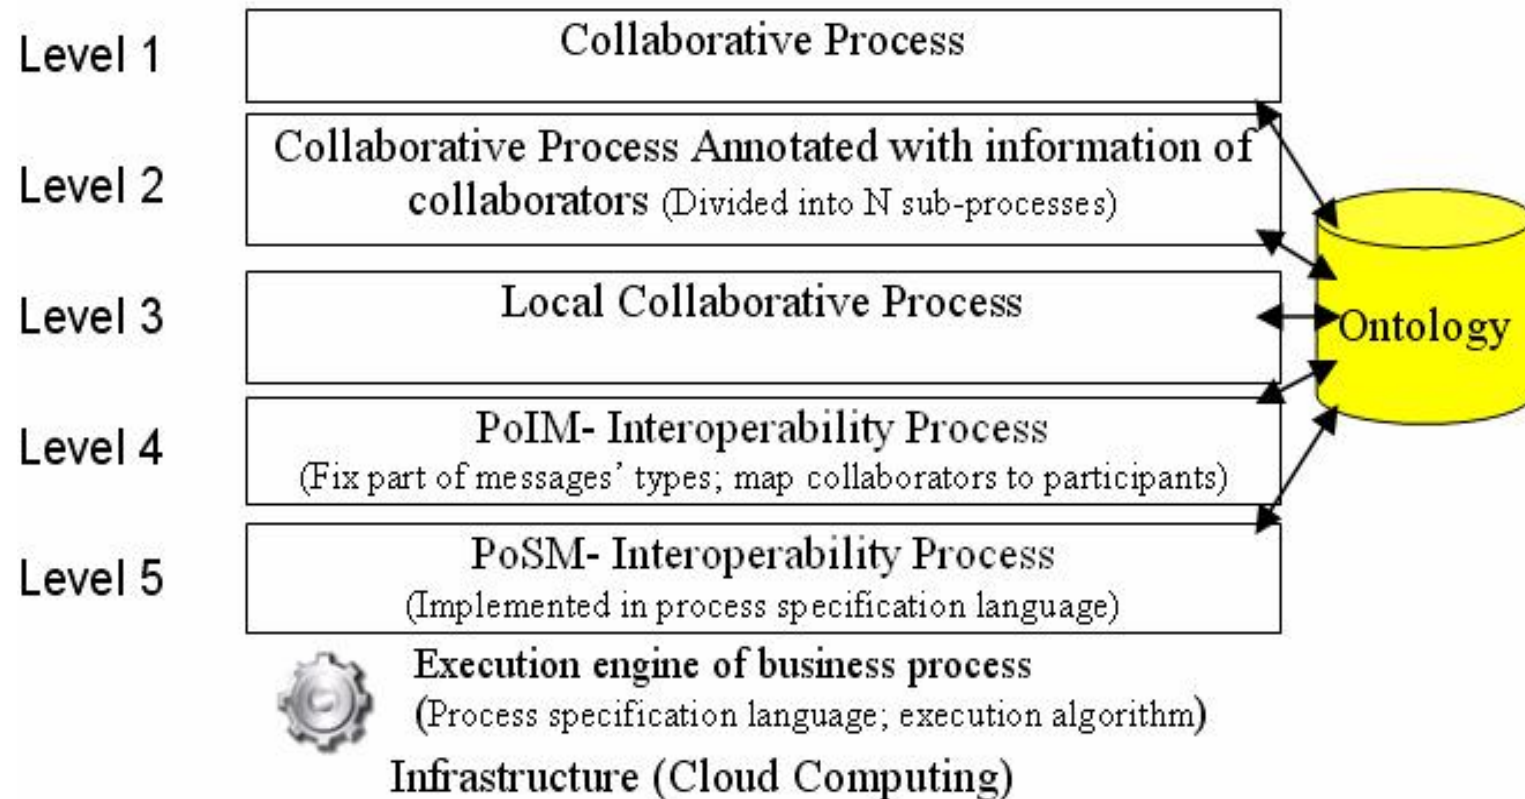 Level 1
Collaborative Process
Level 2
Collaborative Process Annotated with information of
collaborators (Divided into N sub-processes)
Level 3
Local Collaborative Process
Ontology
Level 4
PoIM- Interoperability Process
(Fix part of messages' types; map collaborators to participants)
Level 5
PoSM- Interoperability Process
(Implemented in process specification language)
Execution engine of business process
(Process specification language; execution algorithm)
Infrastructure (Cloud Computing)